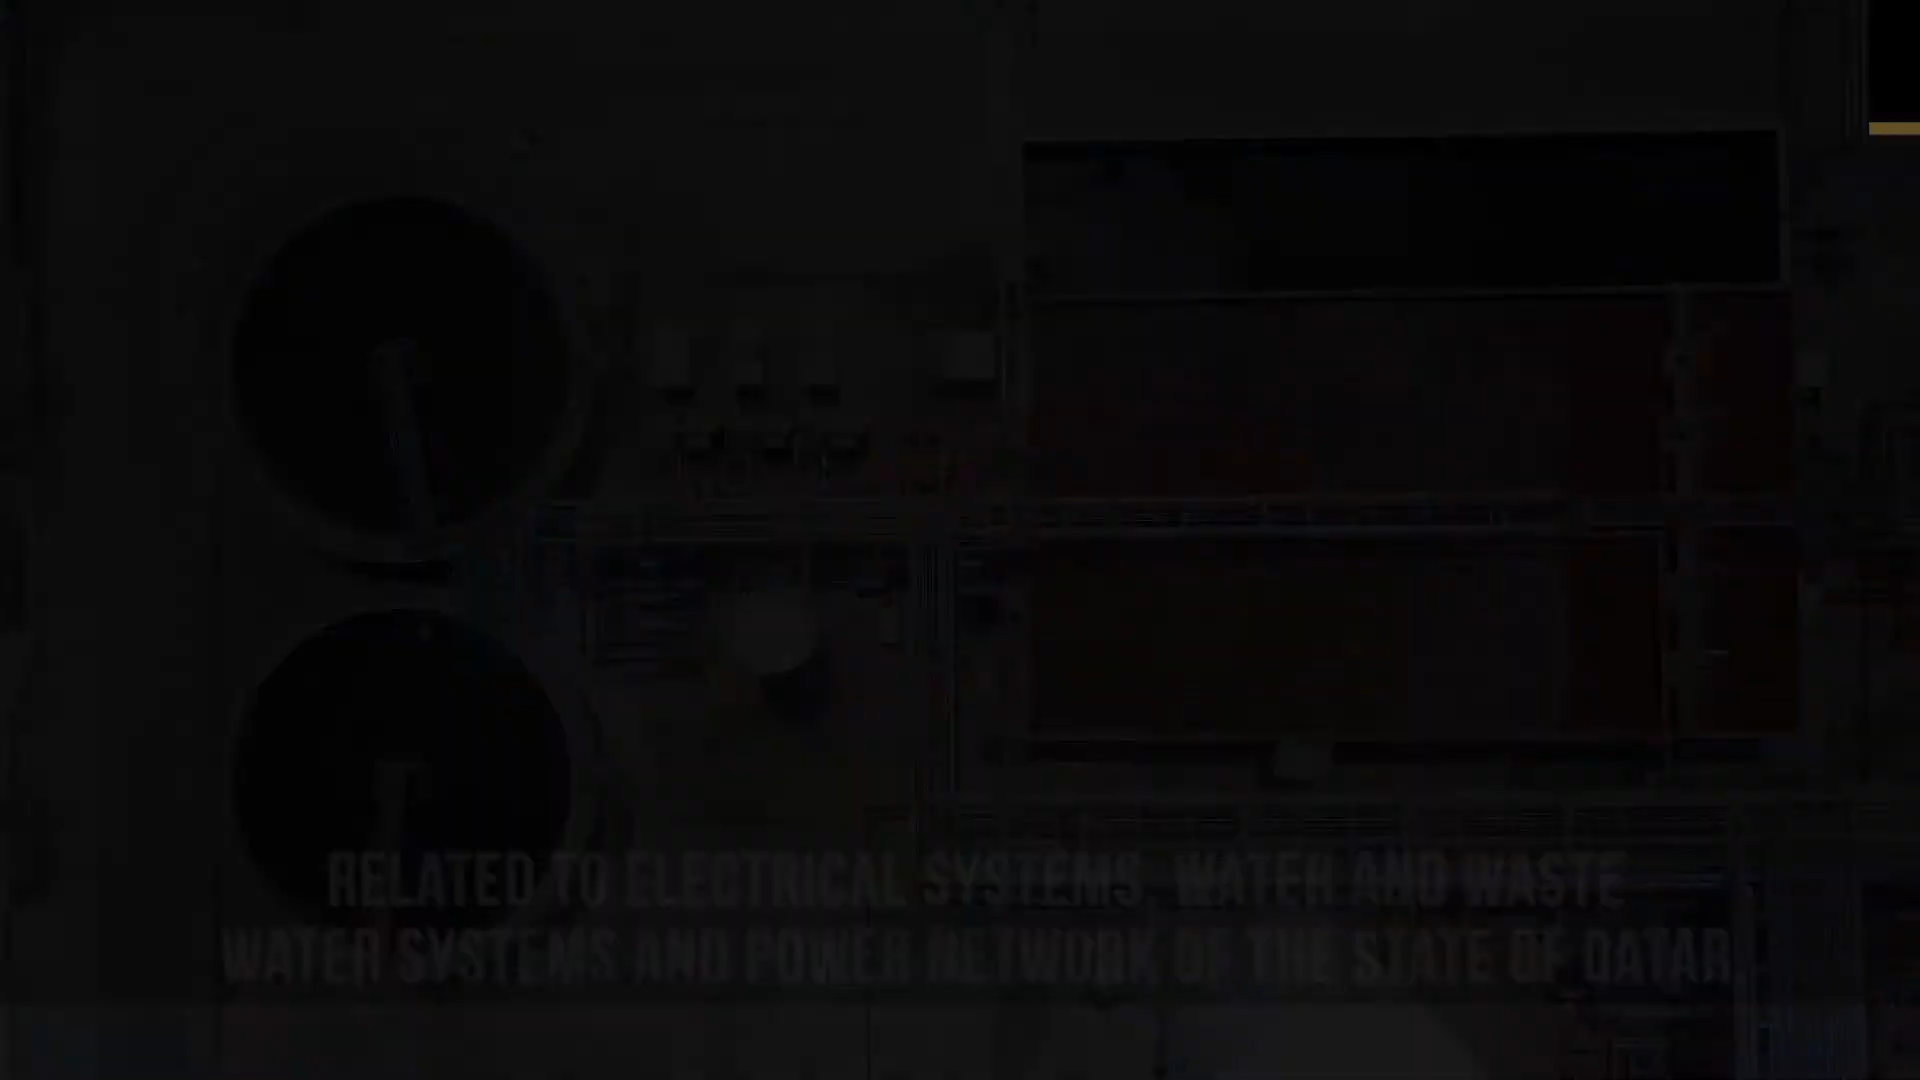 RELATED TO ELECTRICAL SYSTEMS, WATER AND WASTE
WATER SYSTEMS AND POWER NETWORK OF THE STATE OF QATAR